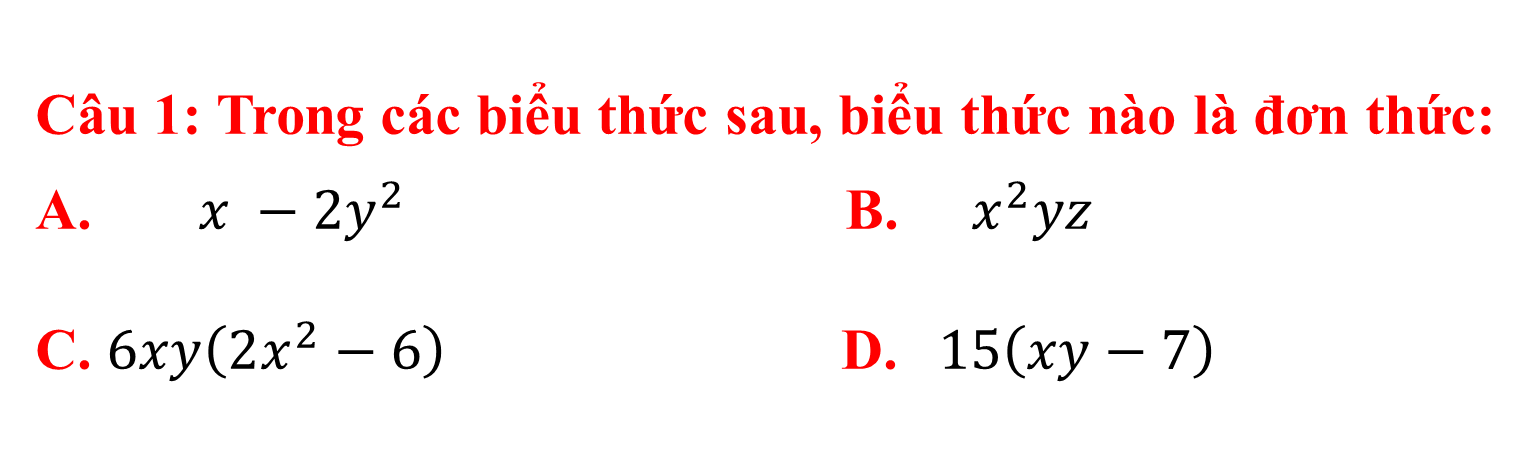 Câu 1: Trong các biểu thức sau, biểu thức nào là đơn thức:
A. x − 2y² B. x²yz
C. 6xy(2x² − 6) D. 15(xy − 7)